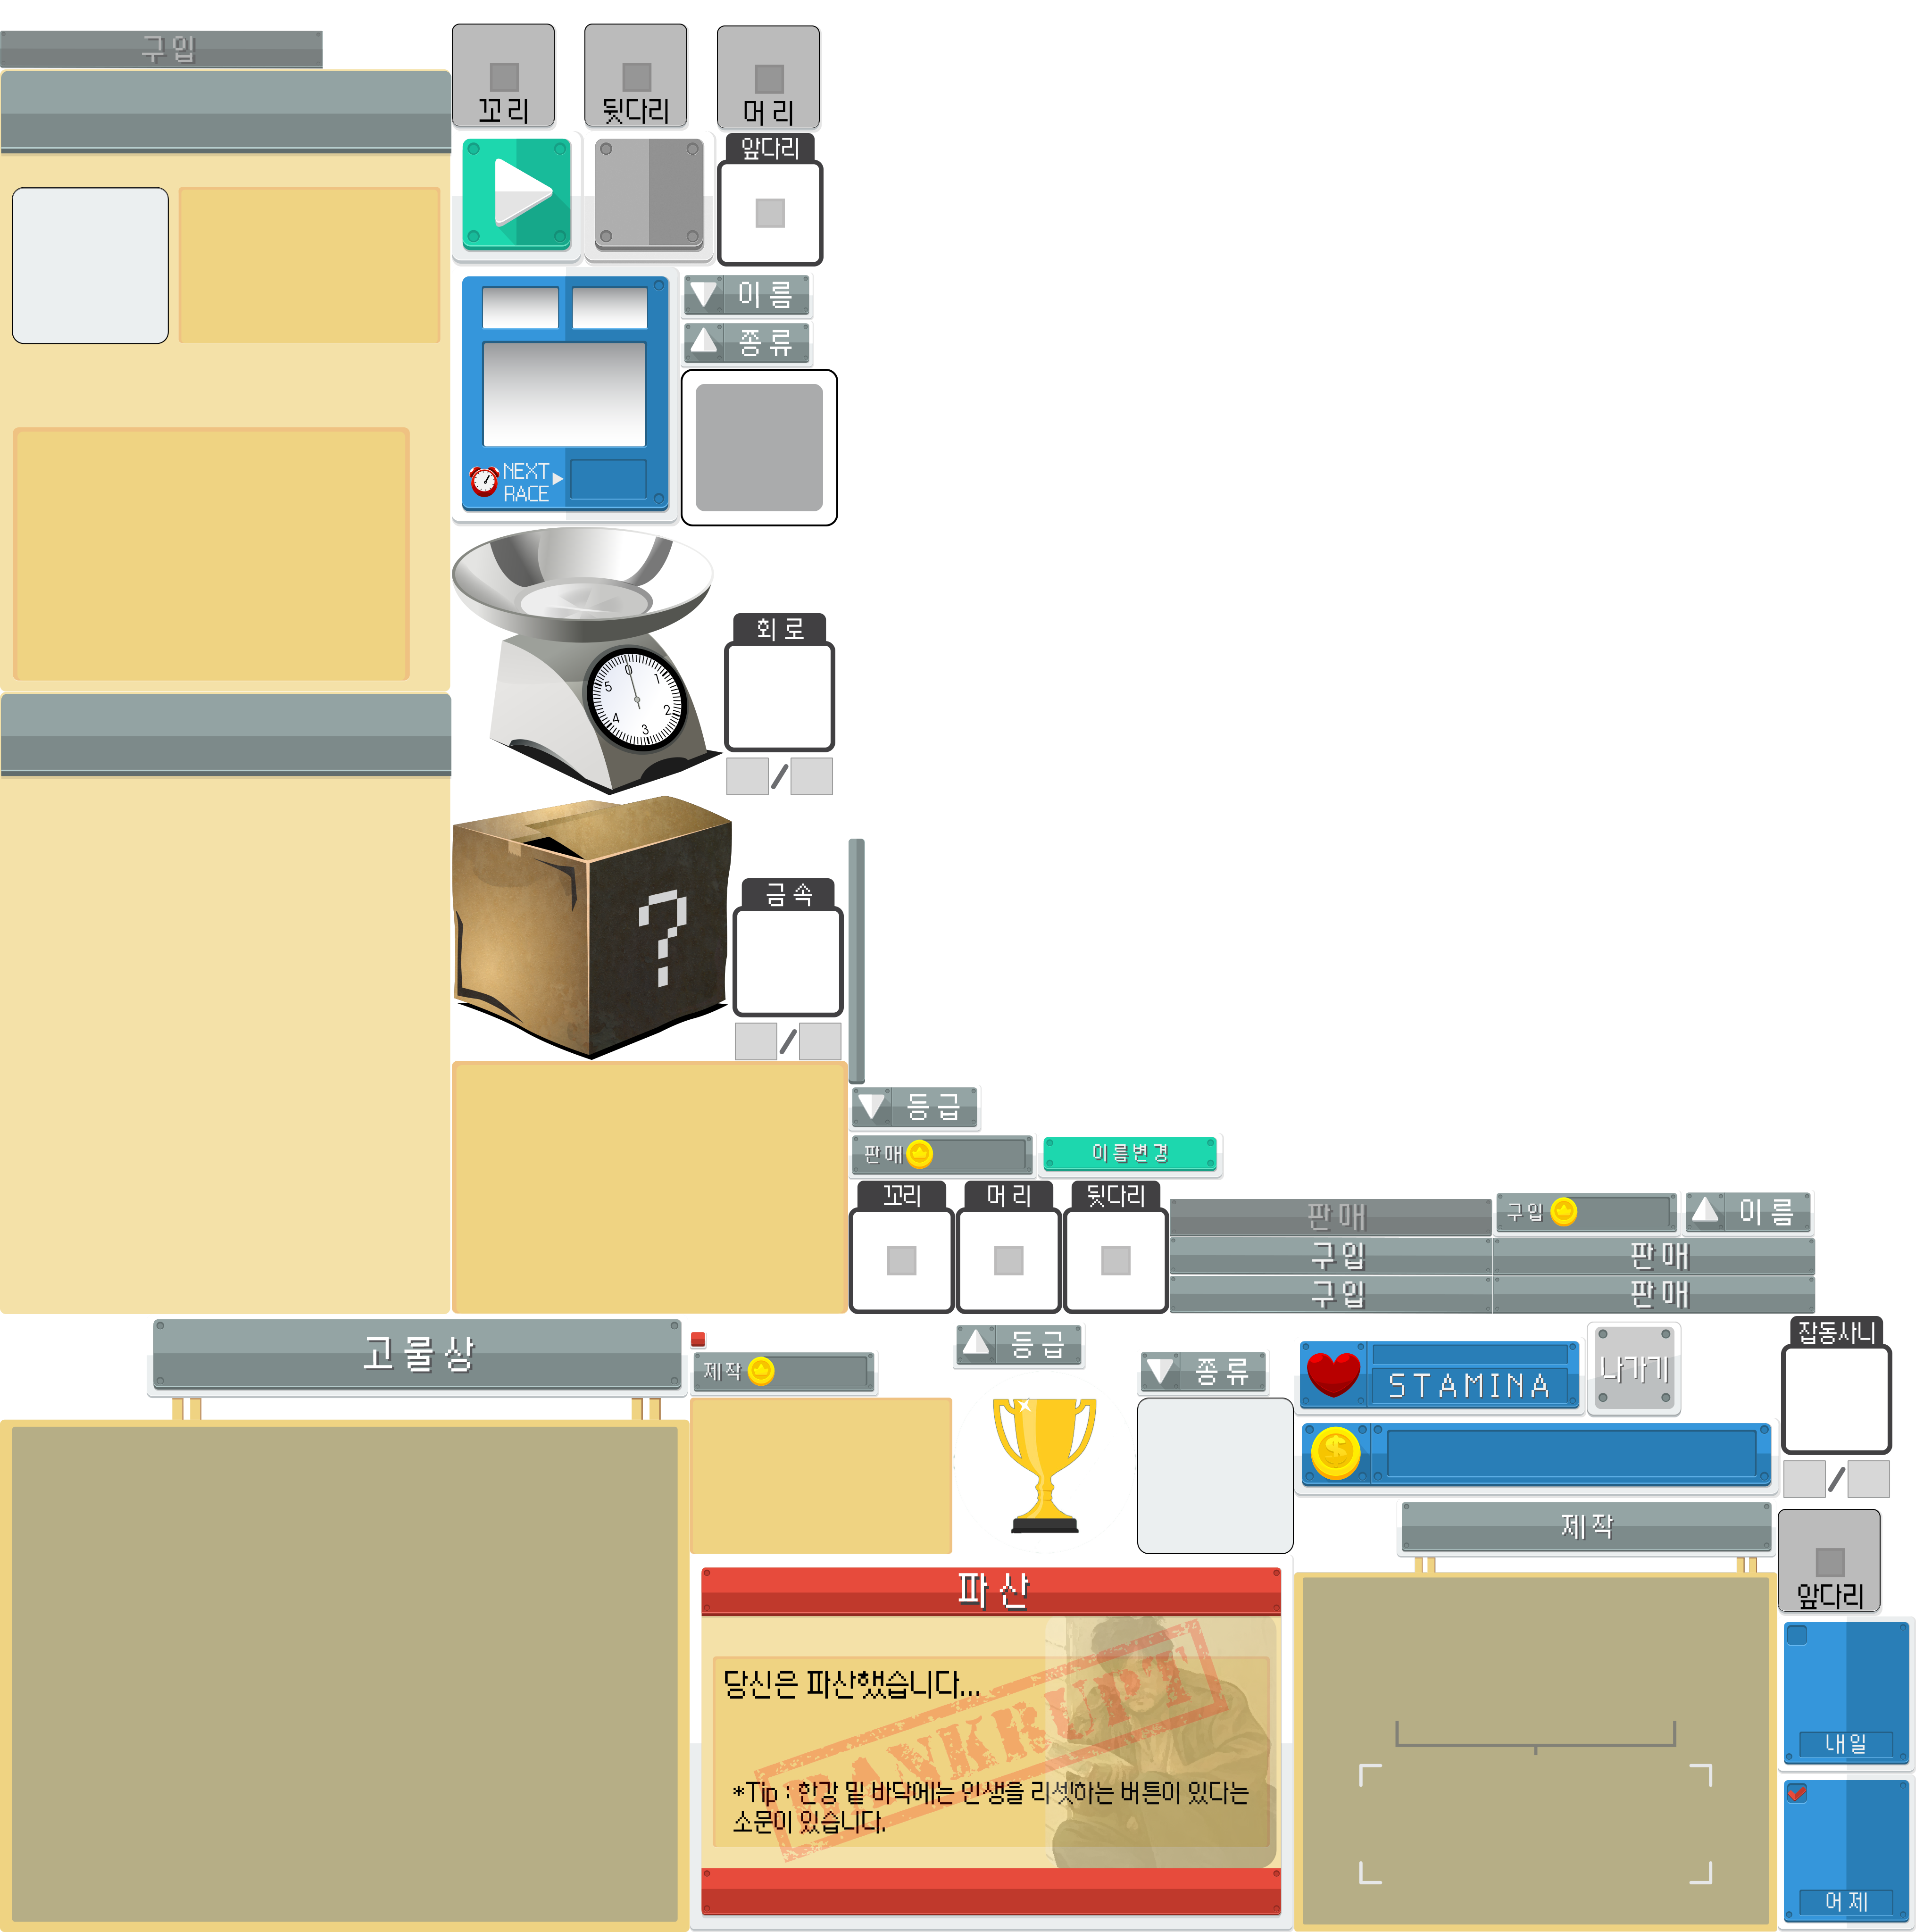 구입
꼬리
뒷다리
머리
앞다리
이름
종류
NEXT
RACE
회로
0
1
2
3
4
5
/
금속
?
/
등급
판매
이름변경
꼬리
머리
뒷다리
판매
구입
이름
구입
판매
구입
판매
고물상
제작
등급
종류
STAMINA
나가기
잡동사니
$
/
제작
앞다리
파산
당신은 파산했습니다...
BANKRUPT
*Tip : 한강 밑 바닥에는 인생을 리셋하는 버튼이 있다는
소문이 있습니다.
내일
어제